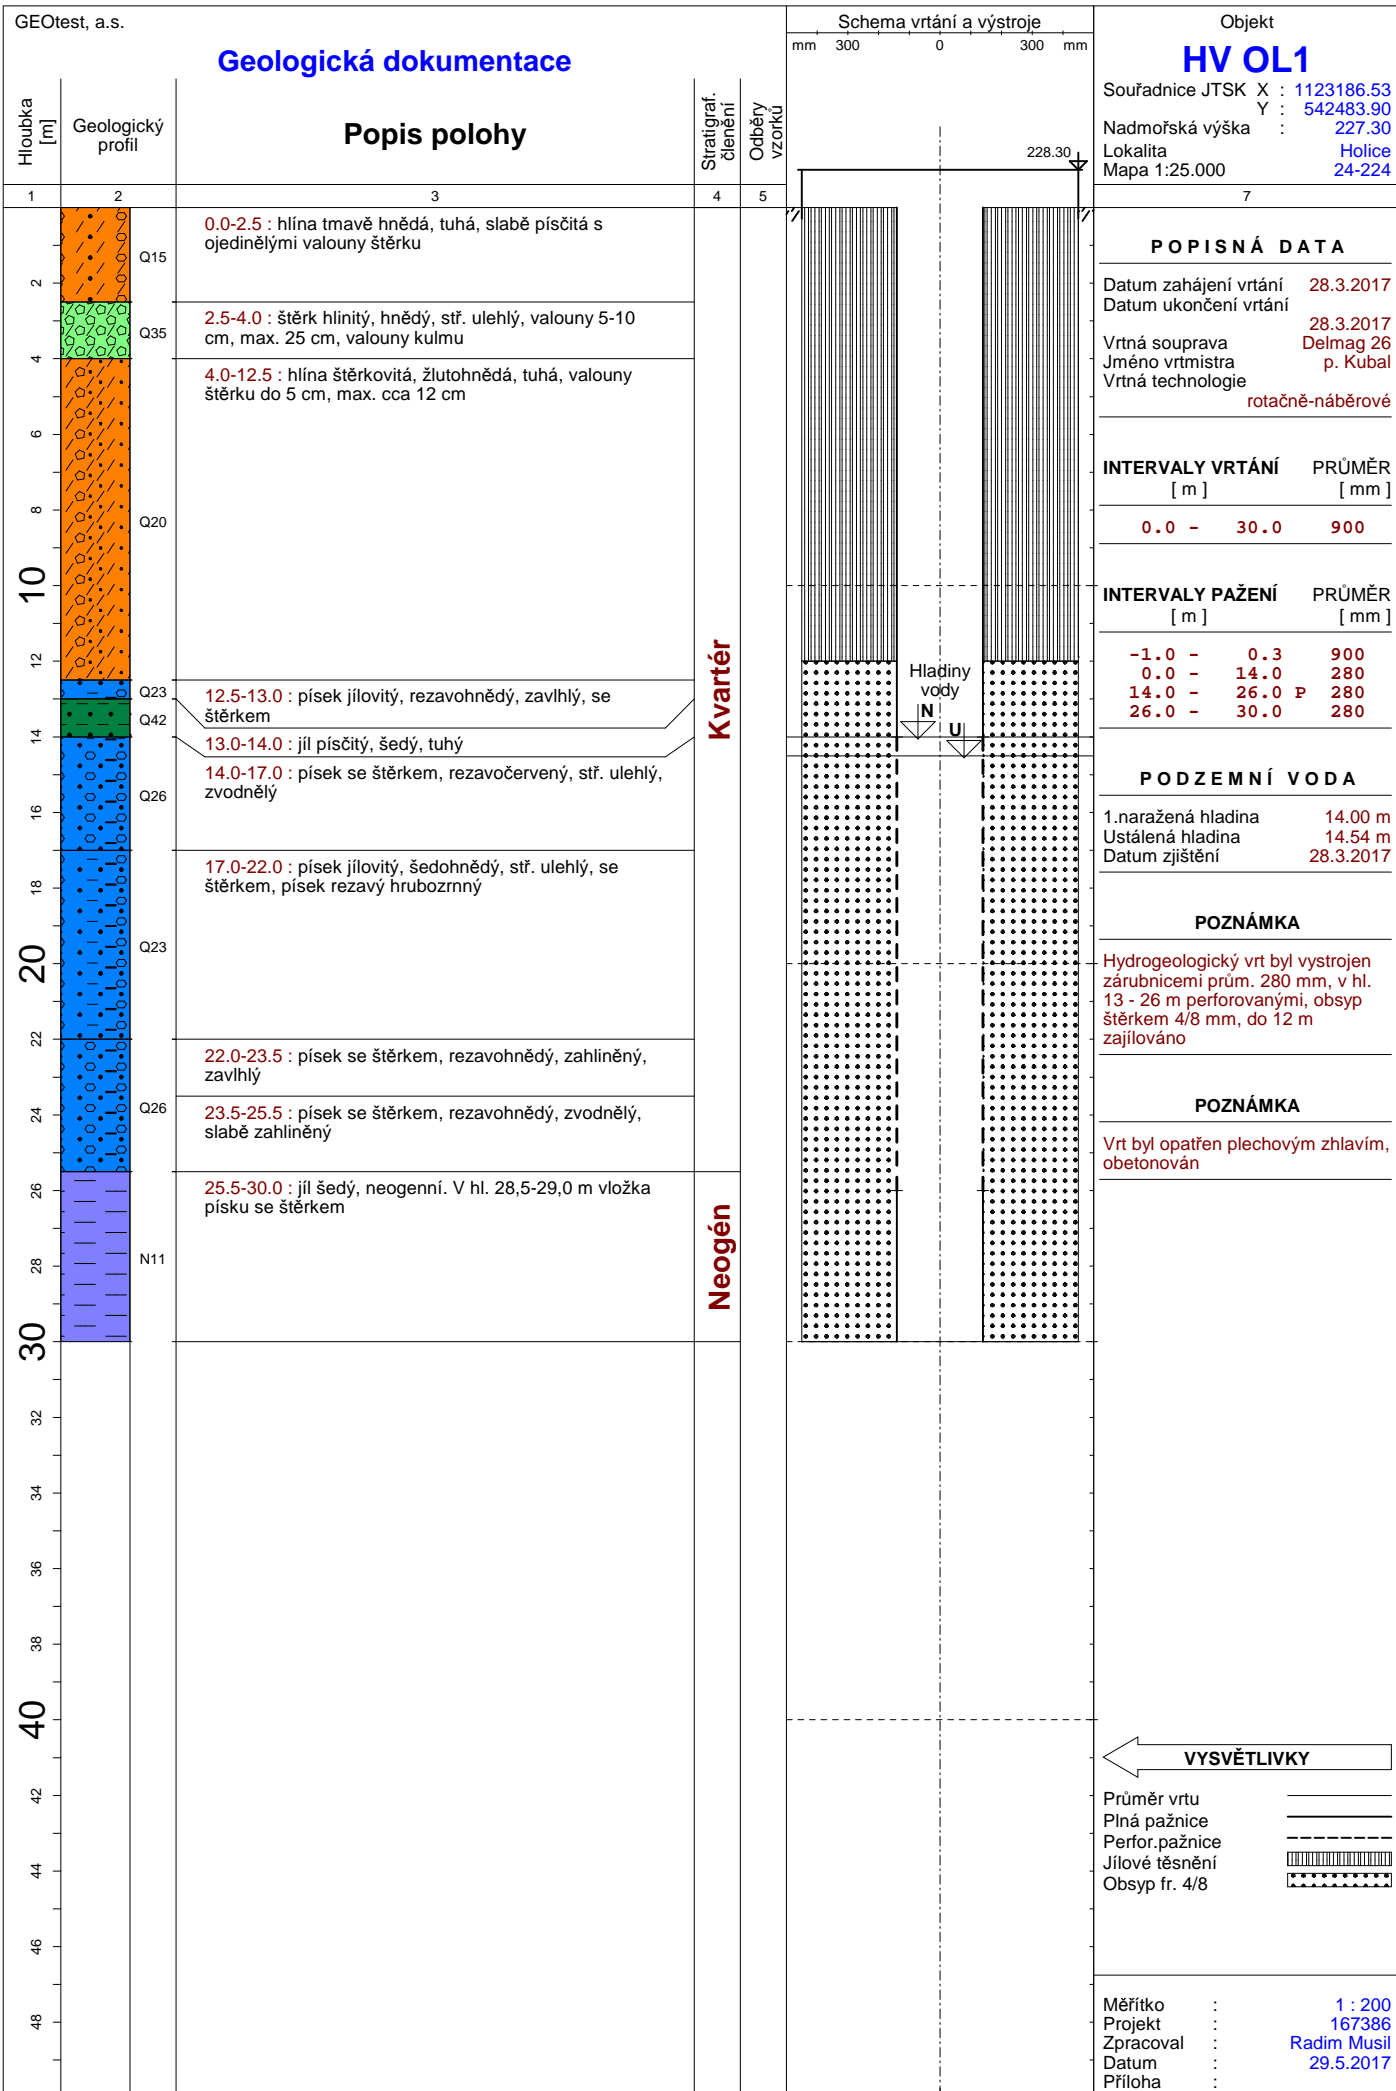 GEOtest, a.s.
Geologická dokumentace
Hloubka [m]
Geologický profil
Popis polohy
Stratigraf. členění
Odběry vzorků
1
2
3
4
5
Schema vrtání a výstroje
mm 300 0 300 mm
228.30
Objekt
HV OL1
Souřadnice JTSK X : 1123186.53
Y : 542483.90
Nadmořská výška : 227.30
Lokalita Holice
Mapa 1:25.000 24-224
7
0.0-2.5 : hlína tmavě hnědá, tuhá, slabě písčitá s
ojedinělými valouny štěrku
Q15
2
2.5-4.0 : štěrk hlinitý, hnědý, stř. ulehlý, valouny 5-10
cm, max. 25 cm, valouny kulmu
Q35
4
4.0-12.5 : hlína štěrkovitá, žlutohnědá, tuhá, valouny
štěrku do 5 cm, max. cca 12 cm
6
8
Q20
10
12
12.5-13.0 : písek jílovitý, rezavohnědý, zavlhlý, se
štěrkem
Q23
Q42
13.0-14.0 : jíl písčitý, šedý, tuhý
14
14.0-17.0 : písek se štěrkem, rezavočervený, stř. ulehlý,
zvodnělý
Q26
16
17.0-22.0 : písek jílovitý, šedohnědý, stř. ulehlý, se
štěrkem, písek rezavý hrubozrnný
18
Q23
20
22
22.0-23.5 : písek se štěrkem, rezavohnědý, zahliněný,
zavlhlý
Q26
24
23.5-25.5 : písek se štěrkem, rezavohnědý, zvodnělý,
slabě zahliněný
26
25.5-30.0 : jíl šedý, neogenní. V hl. 28,5-29,0 m vložka
písku se štěrkem
N11
28
30
32
34
36
38
40
42
44
46
48
Kvartér
Neogén
Hladiny
vody
N
U
POPISNÁ DATA
Datum zahájení vrtání 28.3.2017
Datum ukončení vrtání
28.3.2017
Vrtná souprava Delmag 26
Jméno vrtmistra p. Kubal
Vrtná technologie
rotačně-náběrové
INTERVALY VRTÁNÍ PRŮMĚR
[ m ] [ mm ]
0.0 - 30.0 900
INTERVALY PAŽENÍ PRŮMĚR
[ m ] [ mm ]
-1.0 - 0.3 900
0.0 - 14.0 280
14.0 - 26.0 P 280
26.0 - 30.0 280
PODZEMNÍ VODA
1.naražená hladina 14.00 m
Ustálená hladina 14.54 m
Datum zjištění 28.3.2017
POZNÁMKA
Hydrogeologický vrt byl vystrojen
zárubnicemi prům. 280 mm, v hl.
13 - 26 m perforovanými, obsyp
štěrkem 4/8 mm, do 12 m
zajílováno
POZNÁMKA
Vrt byl opatřen plechovým zhlavím,
obetonován
VYSVĚTLIVKY
Průměr vrtu
Plná pažnice
Perfor.pažnice
Jílové těsnění
Obsyp fr. 4/8
Měřítko : 1 : 200
Projekt : 167386
Zpracoval : Radim Musil
Datum : 29.5.2017
Příloha :